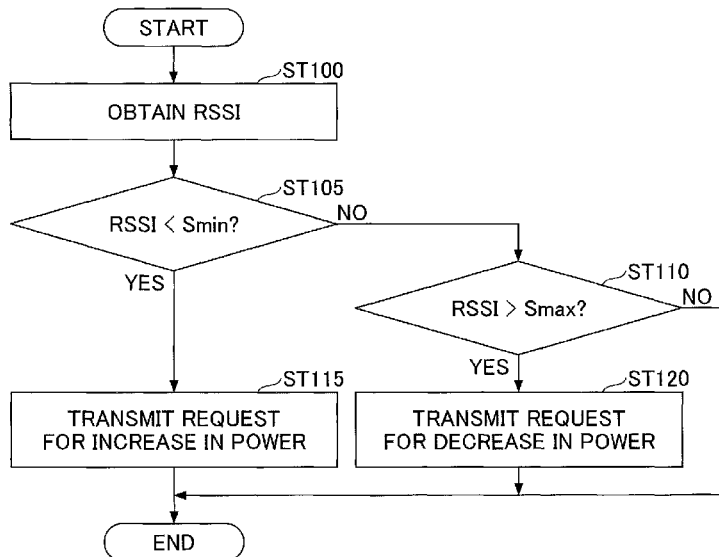 START
ST100
OBTAIN RSSI
ST105
RSSI < Smin?
NO
YES
ST110
RSSI > Smax?
NO
YES
ST115
TRANSMIT REQUEST
FOR INCREASE IN POWER
ST120
TRANSMIT REQUEST
FOR DECREASE IN POWER
END